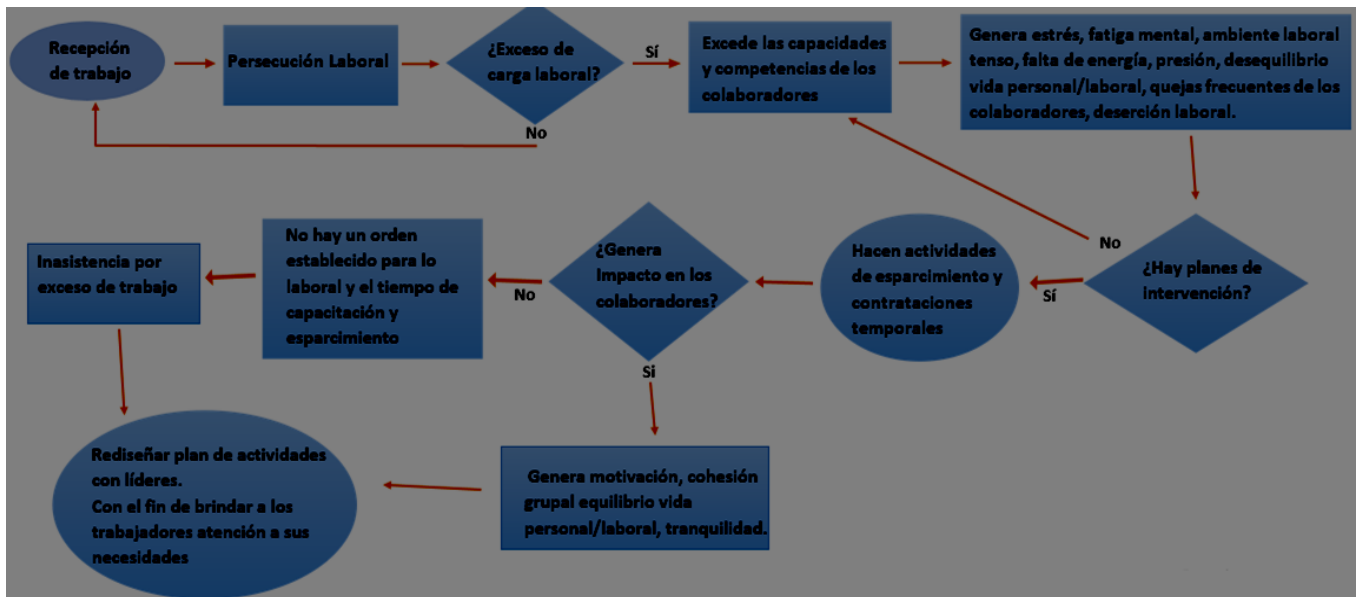 Recepción
de trabajo
Persecución Laboral
¿Exceso de
carga laboral?
Sí
No
Excede las capacidades
y competencias de los
colaboradores
Genera estrés, fatiga mental, ambiente laboral
tenso, falta de energía, presión, desequilibrio
vida personal/laboral, quejas frecuentes de los
colaboradores, deserción laboral.
¿Hay planes de
intervención?
No
Sí
Hacen actividades
de esparcimiento y
contrataciones
temporales
¿Genera
Impacto en los
colaboradores?
No
Si
No hay un orden
establecido para lo
laboral y el tiempo de
capacitación y
esparcimiento
Inasistencia por
exceso de trabajo
Genera motivación, cohesión
grupal equilibrio vida
personal/laboral, tranquilidad.
Rediseñar plan de actividades
con líderes.
Con el fin de brindar a los
trabajadores atención a sus
necesidades